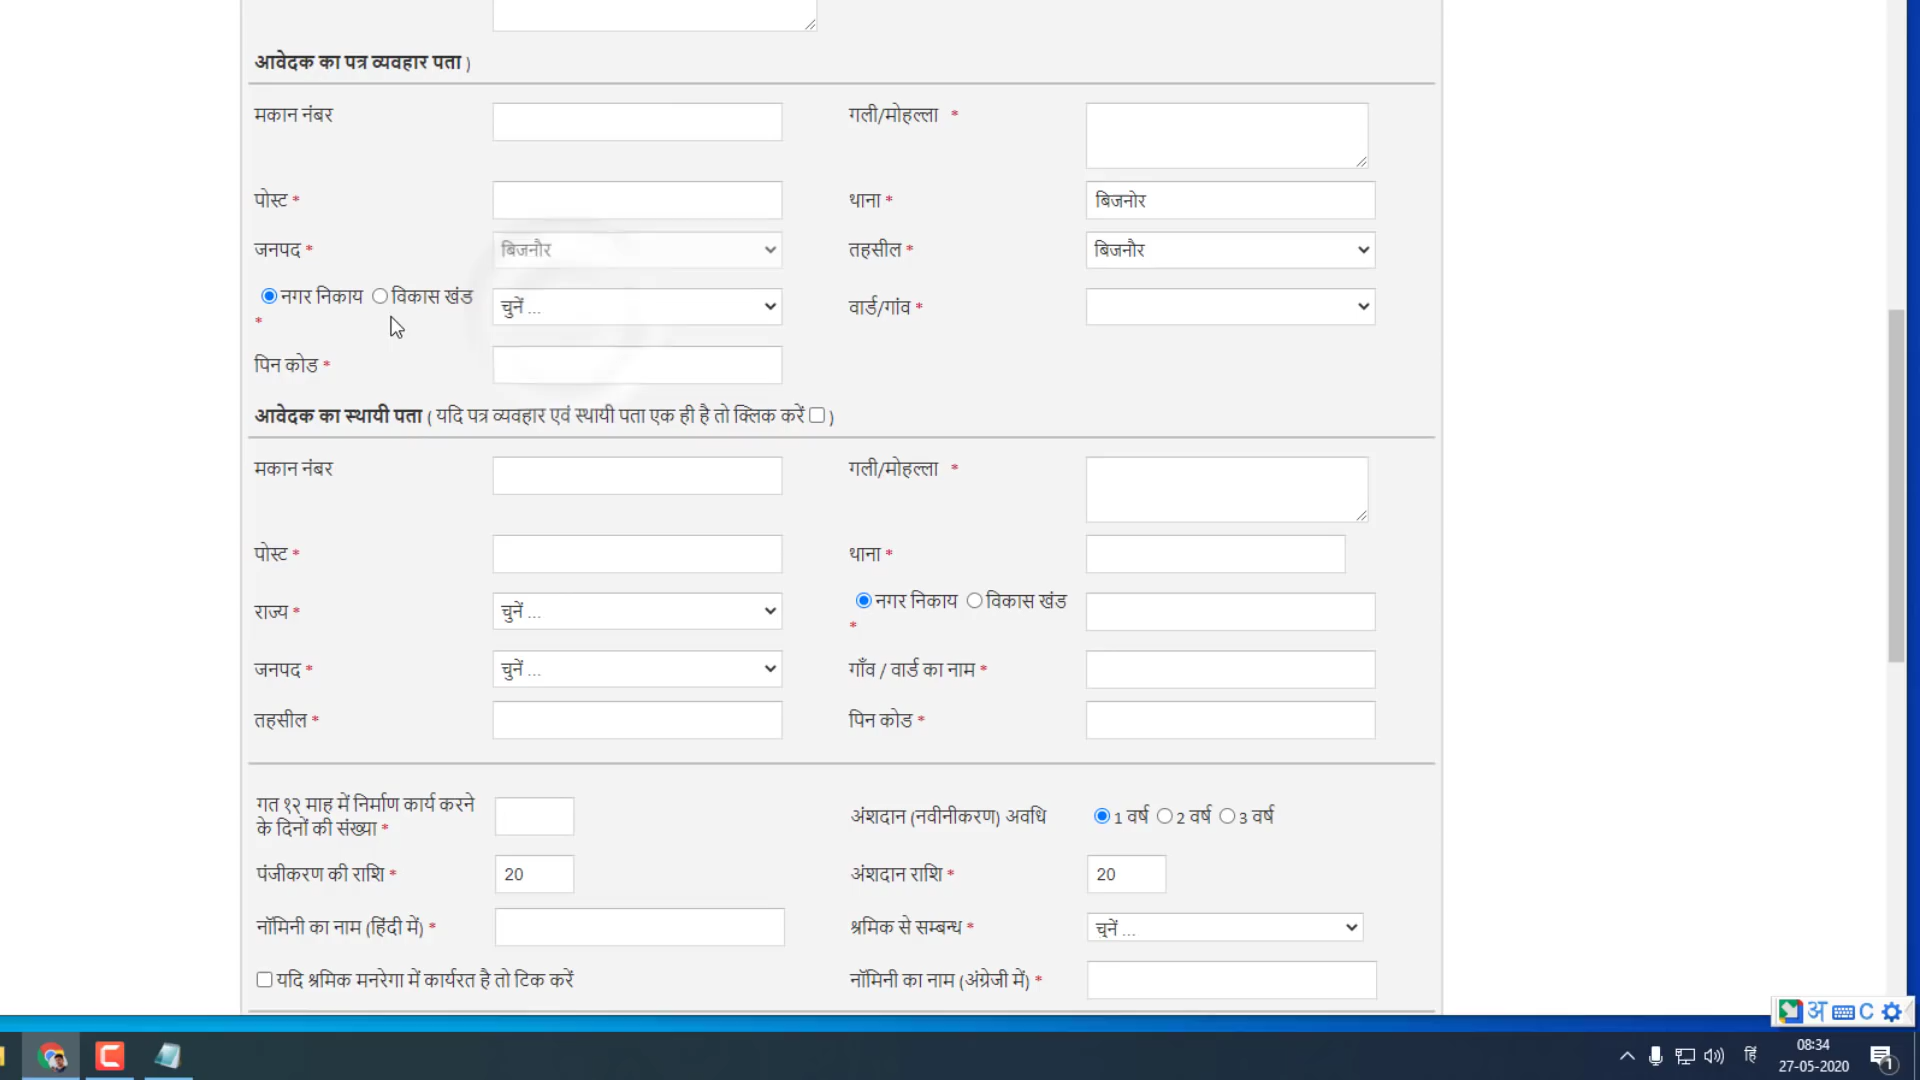 आवेदक का पत्र व्यवहार पता )
मकान नंबर
गली/मोहल्ला *
पोस्ट *
थाना * बिजनोर
जनपद * बिजनौर
तहसील * बिजनौर
नगर निकाय विकास खंड * चुनें ...
वार्ड/गांव *
पिन कोड *
आवेदक का स्थायी पता ( यदि पत्र व्यवहार एवं स्थायी पता एक ही है तो क्लिक करें )
मकान नंबर
गली/मोहल्ला *
पोस्ट *
थाना *
राज्य * चुनें ...
नगर निकाय विकास खंड *
जनपद * चुनें ...
गाँव / वार्ड का नाम *
तहसील *
पिन कोड *
गत १२ माह में निर्माण कार्य करने
के दिनों की संख्या *
अंशदान (नवीनीकरण) अवधि 1 वर्ष 2 वर्ष 3 वर्ष
पंजीकरण की राशि * 20
अंशदान राशि * 20
नॉमिनी का नाम (हिंदी में) *
श्रमिक से सम्बन्ध * चुनें ...
यदि श्रमिक मनरेगा में कार्यरत है तो टिक करें
नॉमिनी का नाम (अंग्रेजी में) *
अ C
हिं
08:34
27-05-2020
1